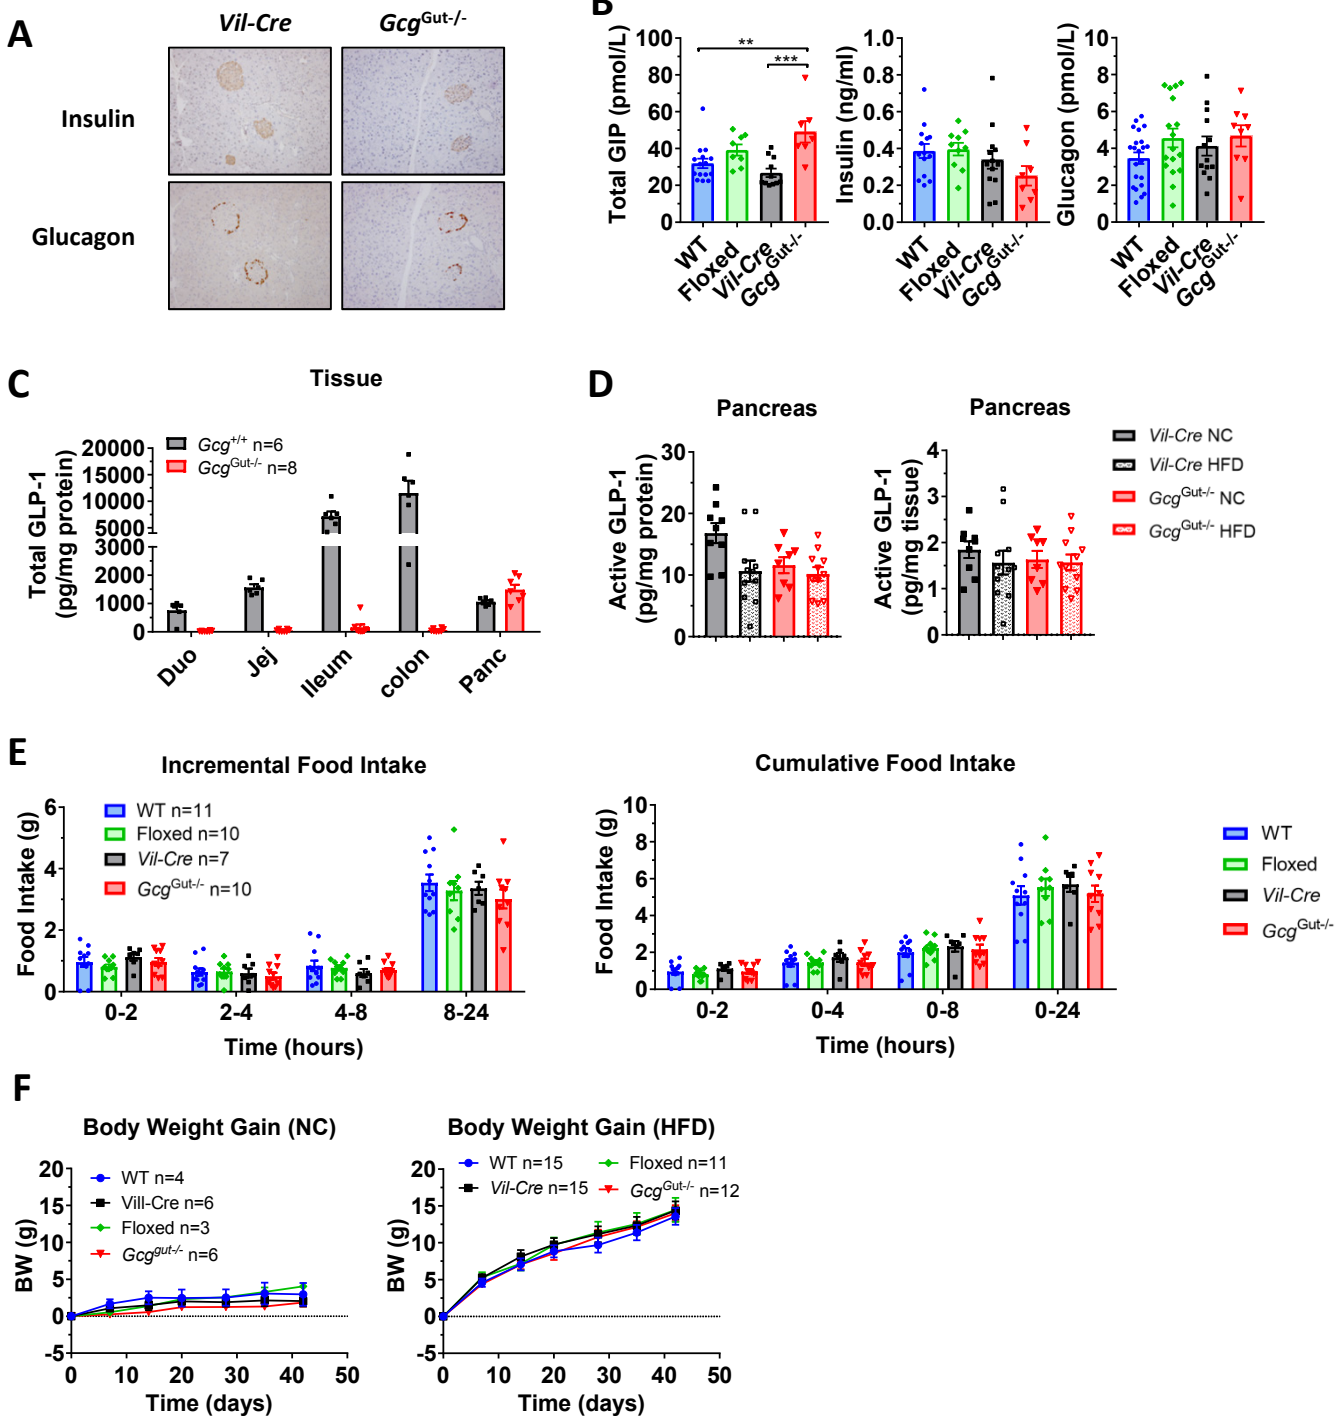 A
Vil-Cre
GcgGut-/-
Insulin
Glucagon
B
Total GIP (pmol/L)
100
80
60
40
20
0
**
***
WT
Floxed
Vil-Cre
GcgGut-/-
Insulin (ng/ml)
1.0
0.8
0.6
0.4
0.2
0.0
WT
Floxed
Vil-Cre
GcgGut-/-
Glucagon (pmol/L)
10
8
6
4
2
0
WT
Floxed
Vil-Cre
GcgGut-/-
C
Tissue
Total GLP-1
(pg/mg protein)
20000
15000
10000
5000
3000
2000
1000
0
Gcg+/+ n=6
GcgGut-/- n=8
Duo
Jej
Ileum
colon
Panc
D
Pancreas
Active GLP-1
(pg/mg protein)
30
20
10
0
Pancreas
Active GLP-1
(pg/mg tissue)
4
3
2
1
0
Vil-Cre NC
Vil-Cre HFD
GcgGut-/- NC
GcgGut-/- HFD
E
Incremental Food Intake
Food Intake (g)
6
4
2
0
WT n=11
Floxed n=10
Vil-Cre n=7
GcgGut-/- n=10
0-2
2-4
4-8
8-24
Time (hours)
Cumulative Food Intake
Food Intake (g)
10
8
6
4
2
0
0-2
0-4
0-8
0-24
Time (hours)
WT
Floxed
Vil-Cre
GcgGut-/-
F
Body Weight Gain (NC)
BW (g)
20
15
10
5
0
-5
WT n=4
Vill-Cre n=6
Floxed n=3
Gcggut-/- n=6
0 10 20 30 40 50
Time (days)
Body Weight Gain (HFD)
BW (g)
20
15
10
5
0
-5
WT n=15
Floxed n=11
Vil-Cre n=15
GcgGut-/- n=12
0 10 20 30 40 50
Time (days)